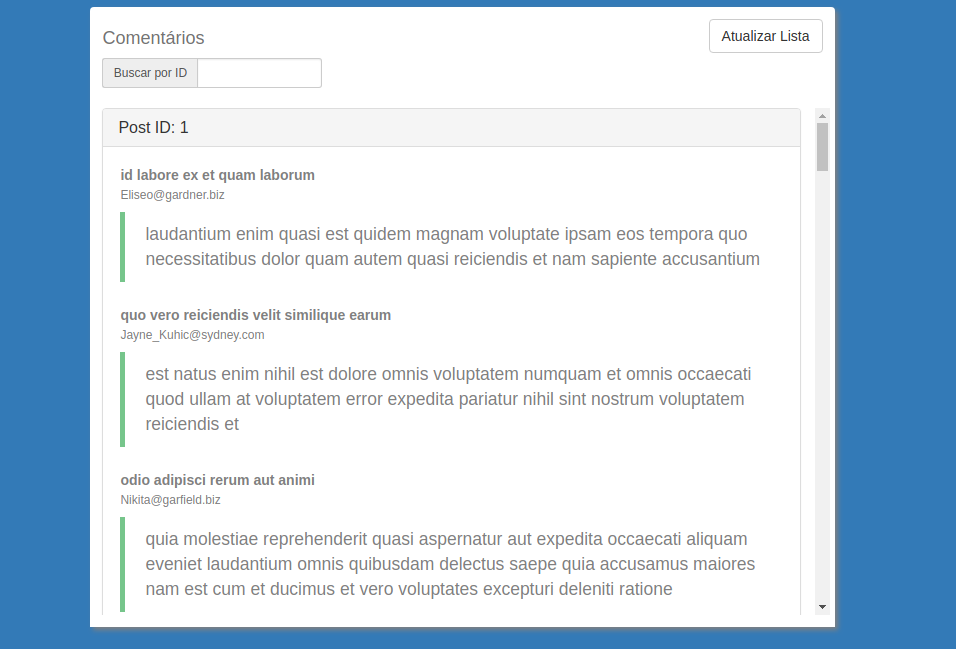 Comentários
Atualizar Lista
Buscar por ID
Post ID: 1
id labore ex et quam laborum
Eliseo@gardner.biz
laudantium enim quasi est quidem magnam voluptate ipsam eos tempora quo
necessitatibus dolor quam autem quasi reiciendis et nam sapiente accusantium
quo vero reiciendis velit similique earum
Jayne_Kuhic@sydney.com
est natus enim nihil est dolore omnis voluptatem numquam et omnis occaecati
quod ullam at voluptatem error expedita pariatur nihil sint nostrum voluptatem
reiciendis et
odio adipisci rerum aut animi
Nikita@garfield.biz
quia molestiae reprehenderit quasi aspernatur aut expedita occaecati aliquam
eveniet laudantium omnis quibusdam delectus saepe quia accusamus maiores
nam est cum et ducimus et vero voluptates excepturi deleniti ratione